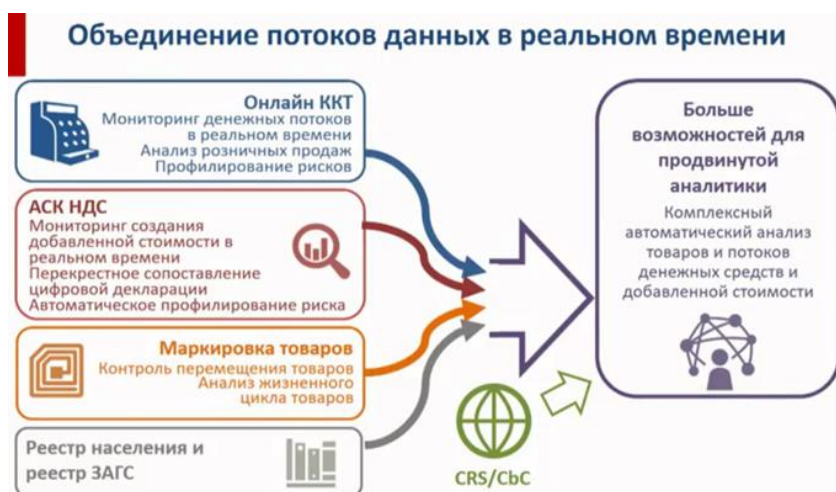 Объединение потоков данных в реальном времени
Онлайн ККТ
Мониторинг денежных потоков
в реальном времени
Анализ розничных продаж
Профилирование рисков
АСК НДС
Мониторинг создания
добавленной стоимости в
реальном времени
Перекрестное сопоставление
цифровой декларации
Автоматическое профилирование риска
Маркировка товаров
Контроль перемещения товаров
Анализ жизненного
цикла товаров
Реестр населения и
реестр ЗАГС
CRS/CbC
Больше
возможностей для
продвинутой
аналитики
Комплексный
автоматический анализ
товаров и потоков
денежных средств и
добавленной стоимости